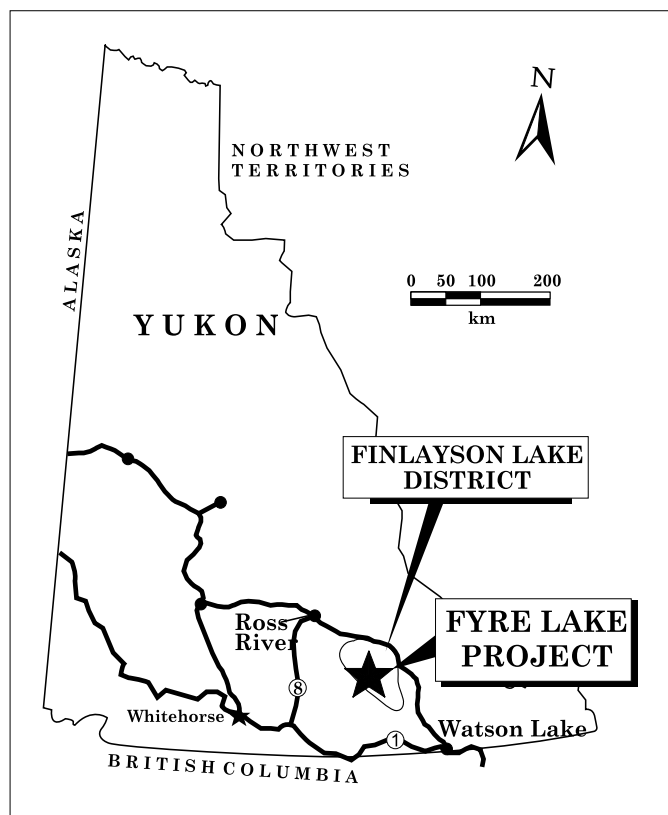 N
NORTHWEST
TERRITORIES
ALASKA
0 50 100 200
km
YUKON
FINLAYSON LAKE
DISTRICT
FYRE LAKE
PROJECT
Ross
River
8
Whitehorse
Watson Lake
1
BRITISH COLUMBIA